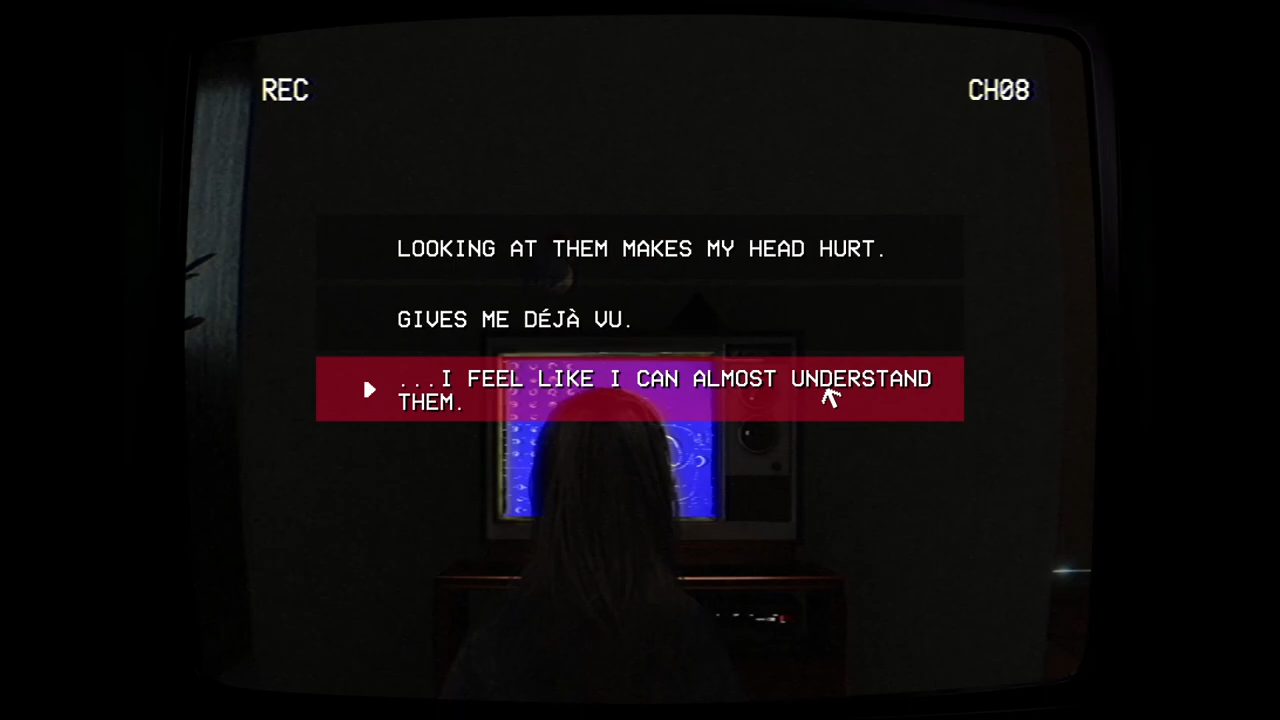 REC
CH08
LOOKING AT THEM MAKES MY HEAD HURT.
GIVES ME DÉJÀ VU.
...I FEEL LIKE I CAN ALMOST UNDERSTAND
THEM.